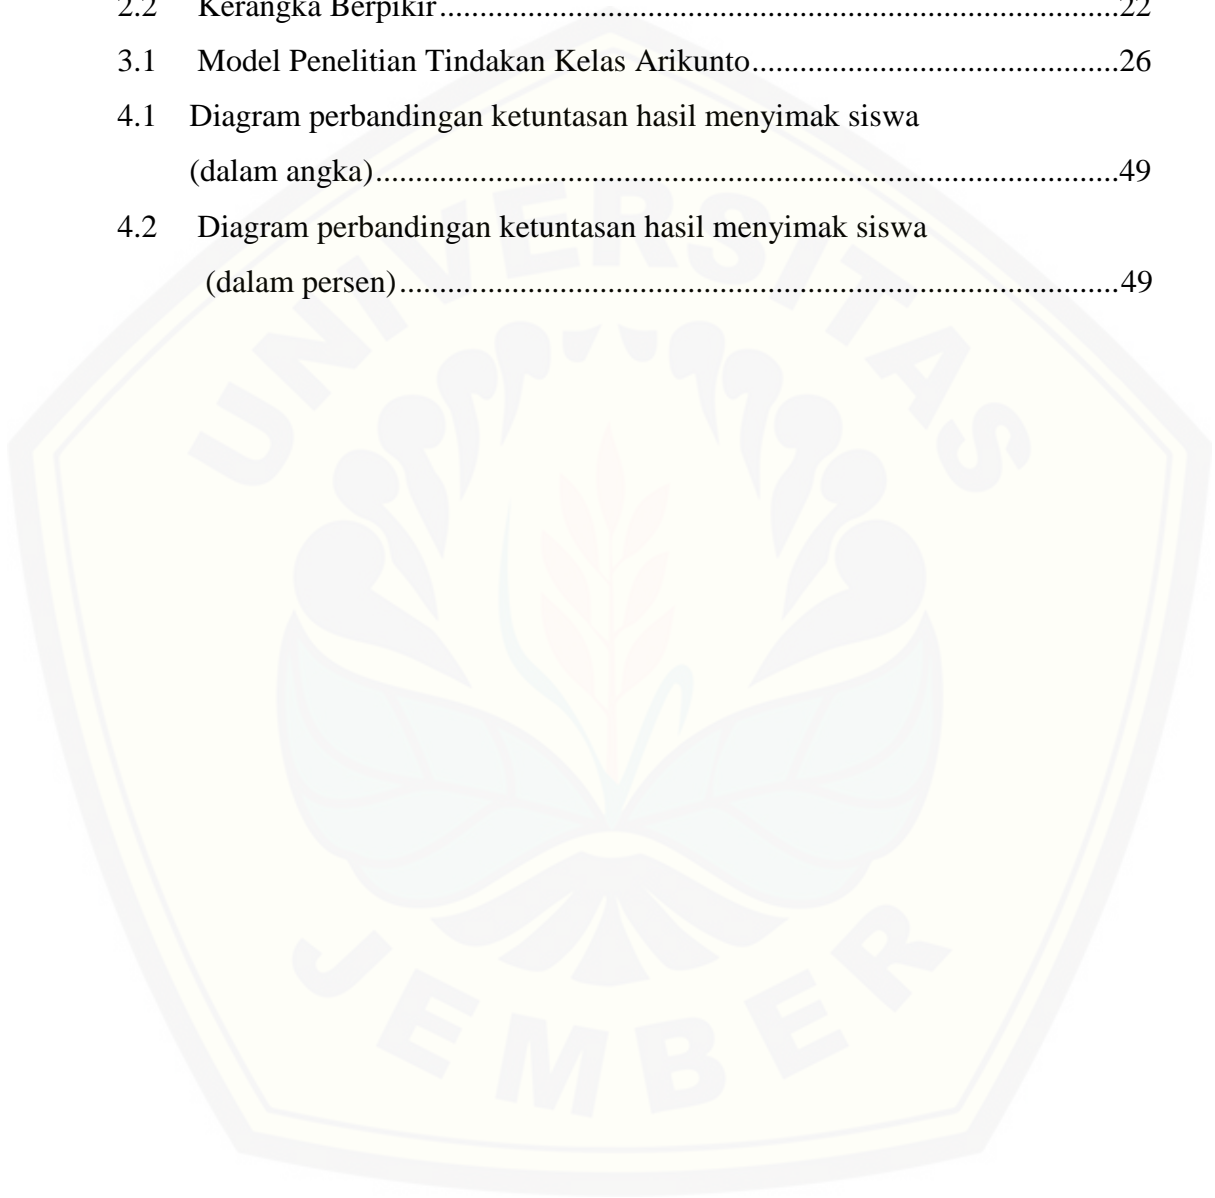 2.2 Kerangka Berpikir....................................................................................22
3.1 Model Penelitian Tindakan Kelas Arikunto.............................................26
4.1 Diagram perbandingan ketuntasan hasil menyimak siswa
(dalam angka)............................................................................................49
4.2 Diagram perbandingan ketuntasan hasil menyimak siswa
(dalam persen).........................................................................................49
UNIVERSITAS
JEMBER